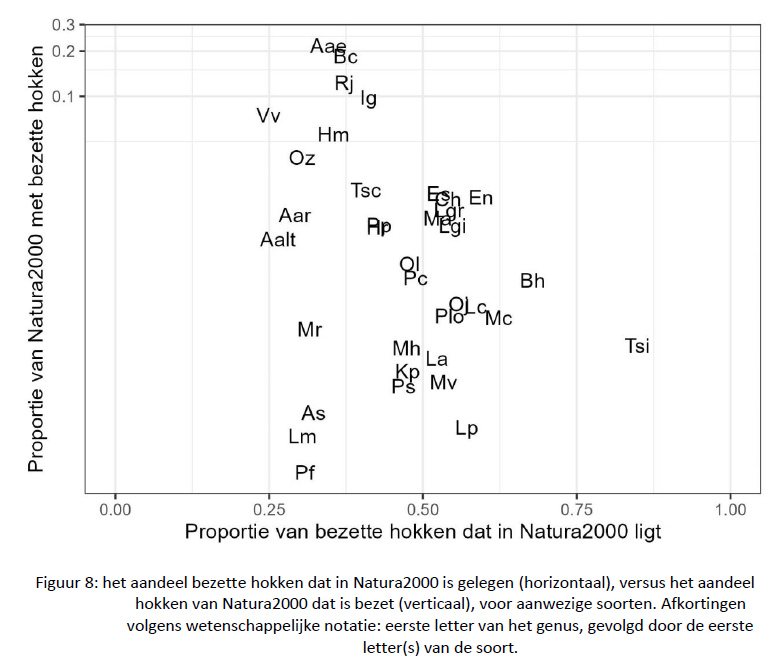 0.3
0.2
0.1
Proportie van Natura2000 met bezette hokken
Aae
Bc
Rj
Ig
Vv
Hm
Oz
Tsc
Es
Ch
En
Lgr
Aar
Ma
Pp
Lgi
Aalt
Ol
Pc
Bh
Lc
Plo
Mc
Mr
Mh
Tsi
La
Kp
Ps
Mv
As
Lp
Lm
Pf
0.00 0.25 0.50 0.75 1.00
Proportie van bezette hokken dat in Natura2000 ligt
Figuur 8: het aandeel bezette hokken dat in Natura2000 is gelegen (horizontaal), versus het aandeel
hokken van Natura2000 dat is bezet (verticaal), voor aanwezige soorten. Afkortingen
volgens wetenschappelijke notatie: eerste letter van het genus, gevolgd door de eerste
letter(s) van de soort.